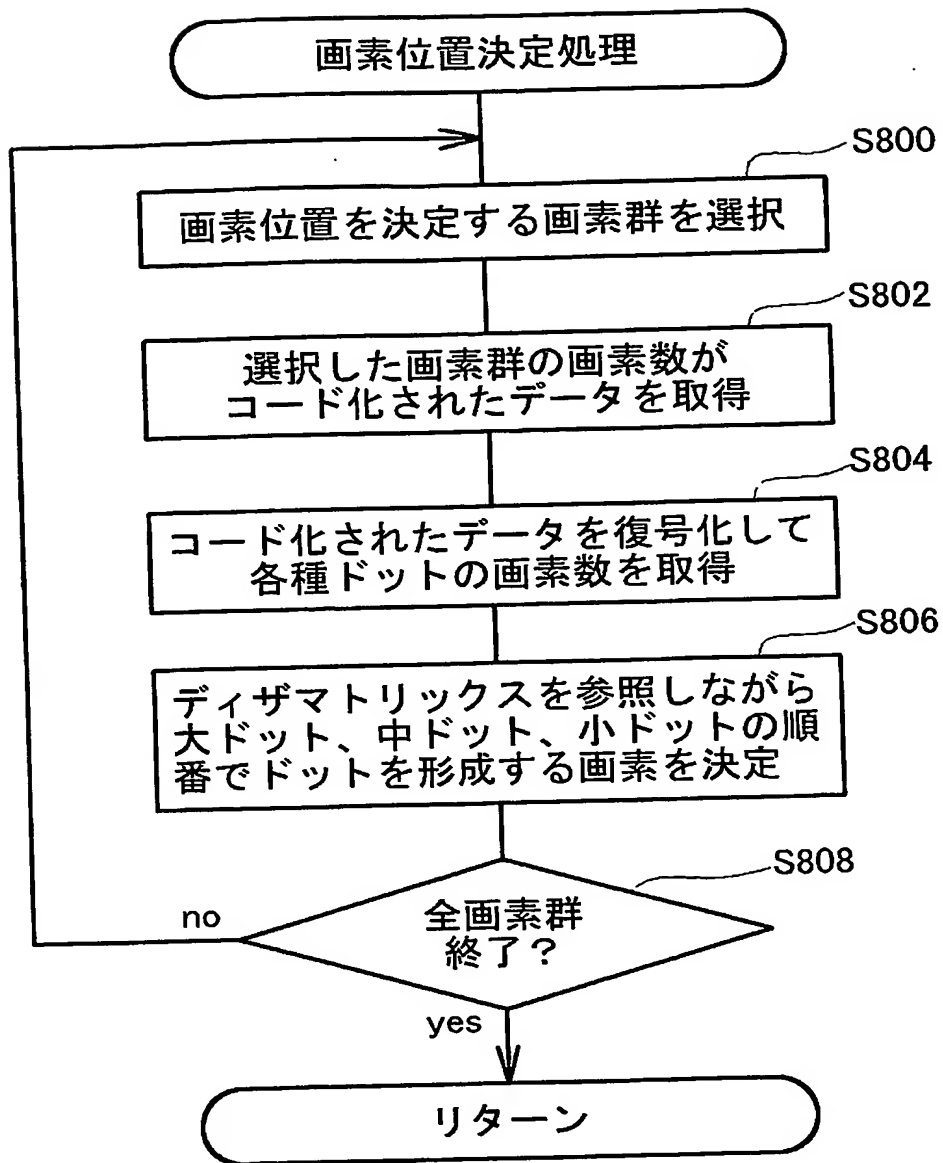 画素位置決定処理
S800
画素位置を決定する画素群を選択
S802
選択した画素群の画素数が
コード化されたデータを取得
S804
コード化されたデータを復号化して
各種ドットの画素数を取得
S806
ディザマトリックスを参照しながら
大ドット、中ドット、小ドットの順
番でドットを形成する画素を決定
S808
no
全画素群
終了?
yes
リターン